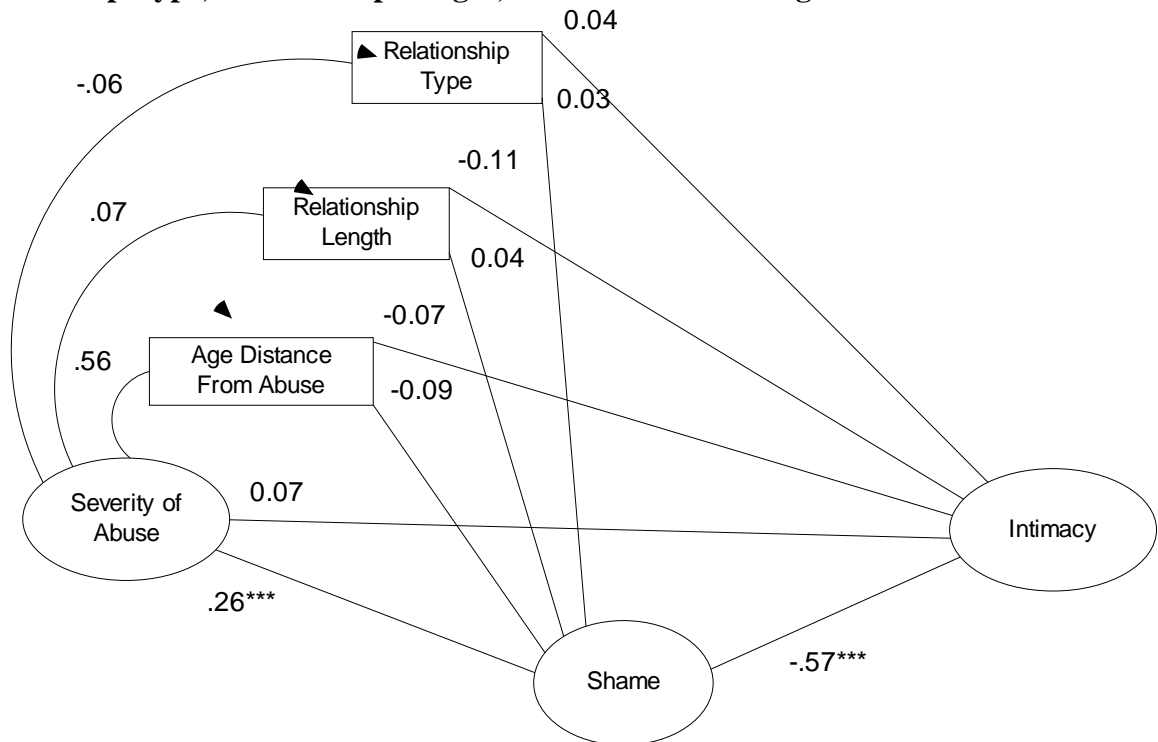 0.04
Relationship
Type
-.06
0.03
-0.11
Relationship
Length
.07
0.04
-0.07
Age Distance
From Abuse
.56
-0.09
Severity of
Abuse
0.07
Intimacy
.26***
Shame
-.57***